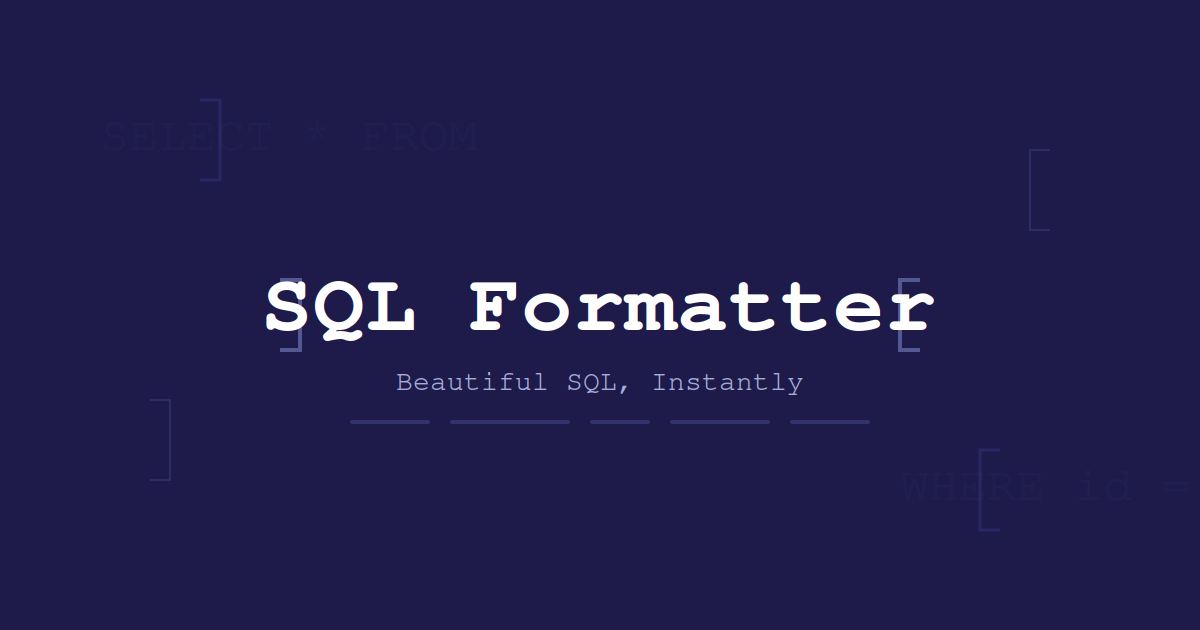 SELECT * FROM
SQL Formatter
Beautiful SQL, Instantly
WHERE id =